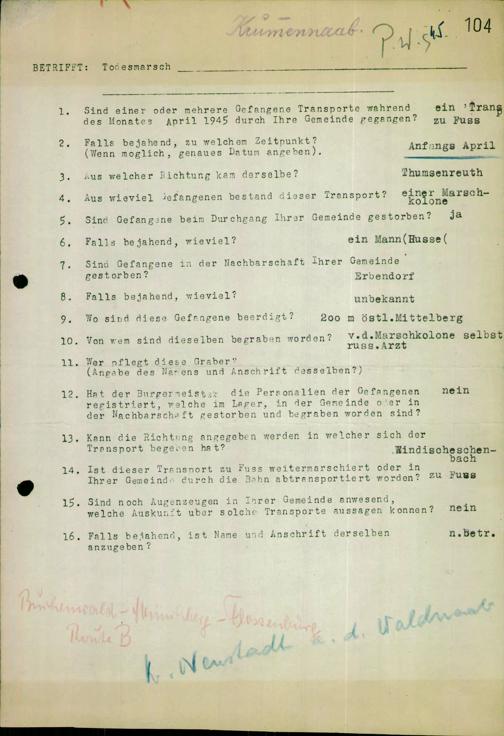 Krümennaab.
P.W.S 45. 104
BETRIFFT: Todesmarsch
1. Sind einer oder mehrere Gefangene Transporte wahrend ein Trans
des Monates April 1945 durch Ihre Gemeinde gegangen? zu Fuss
2. Falls bejahend, zu welchem Zeitpunkt?
(Wenn moglich, genaues Datum angeben). Anfangs April
3. Aus welcher Richtung kam derselbe? Thumsenreuth
4. Aus wieviel Gefangenen bestand dieser Transport? einer Marsch-
kolone
5. Sind Gefangene beim Durchgang Ihrer Gemeinde gestorben? ja
6. Falls bejahend, wieviel? ein Mann(Russe(
7. Sind Gefangene in der Nachbarschaft Ihrer Gemeinde
gestorben? Erbendorf
8. Falls bejahend, wieviel? unbekannt
9. Wo sind diese Gefangene beerdigt? 2oo m östl.Mittelberg
10. Von wem sind dieselben begraben worden? v.d.Marschkolone selbst
russ.Arzt
11. Wer pflegt diese Graber?
(Angabe des Namens und Anschrift desselben?)
12. Hat der Burgermeister die Personalien der Gefangenen nein
registriert, welche im Lager, in der Gemeinde oder in
der Nachbarschaft gestorben und begraben worden sind?
13. Kann die Richtung angegeben werden in welcher sich der
Transport begeben hat? Windischeschen-
bach
14. Ist dieser Transport zu Fuss weitermarschiert oder in
Ihrer Gemeinde durch die Bahn abtransportiert worden? zu Fuss
15. Sind noch Augenzeugen in Ihrer Gemeinde anwesend,
welche Auskunft uber solche Transporte aussagen konnen? nein
16. Falls bejahend, ist Name und Anschrift derselben n.betr.
anzugeben?
Buchenwald - Flossenburg
Route B
K. Neustadt a. d. Waldnaab